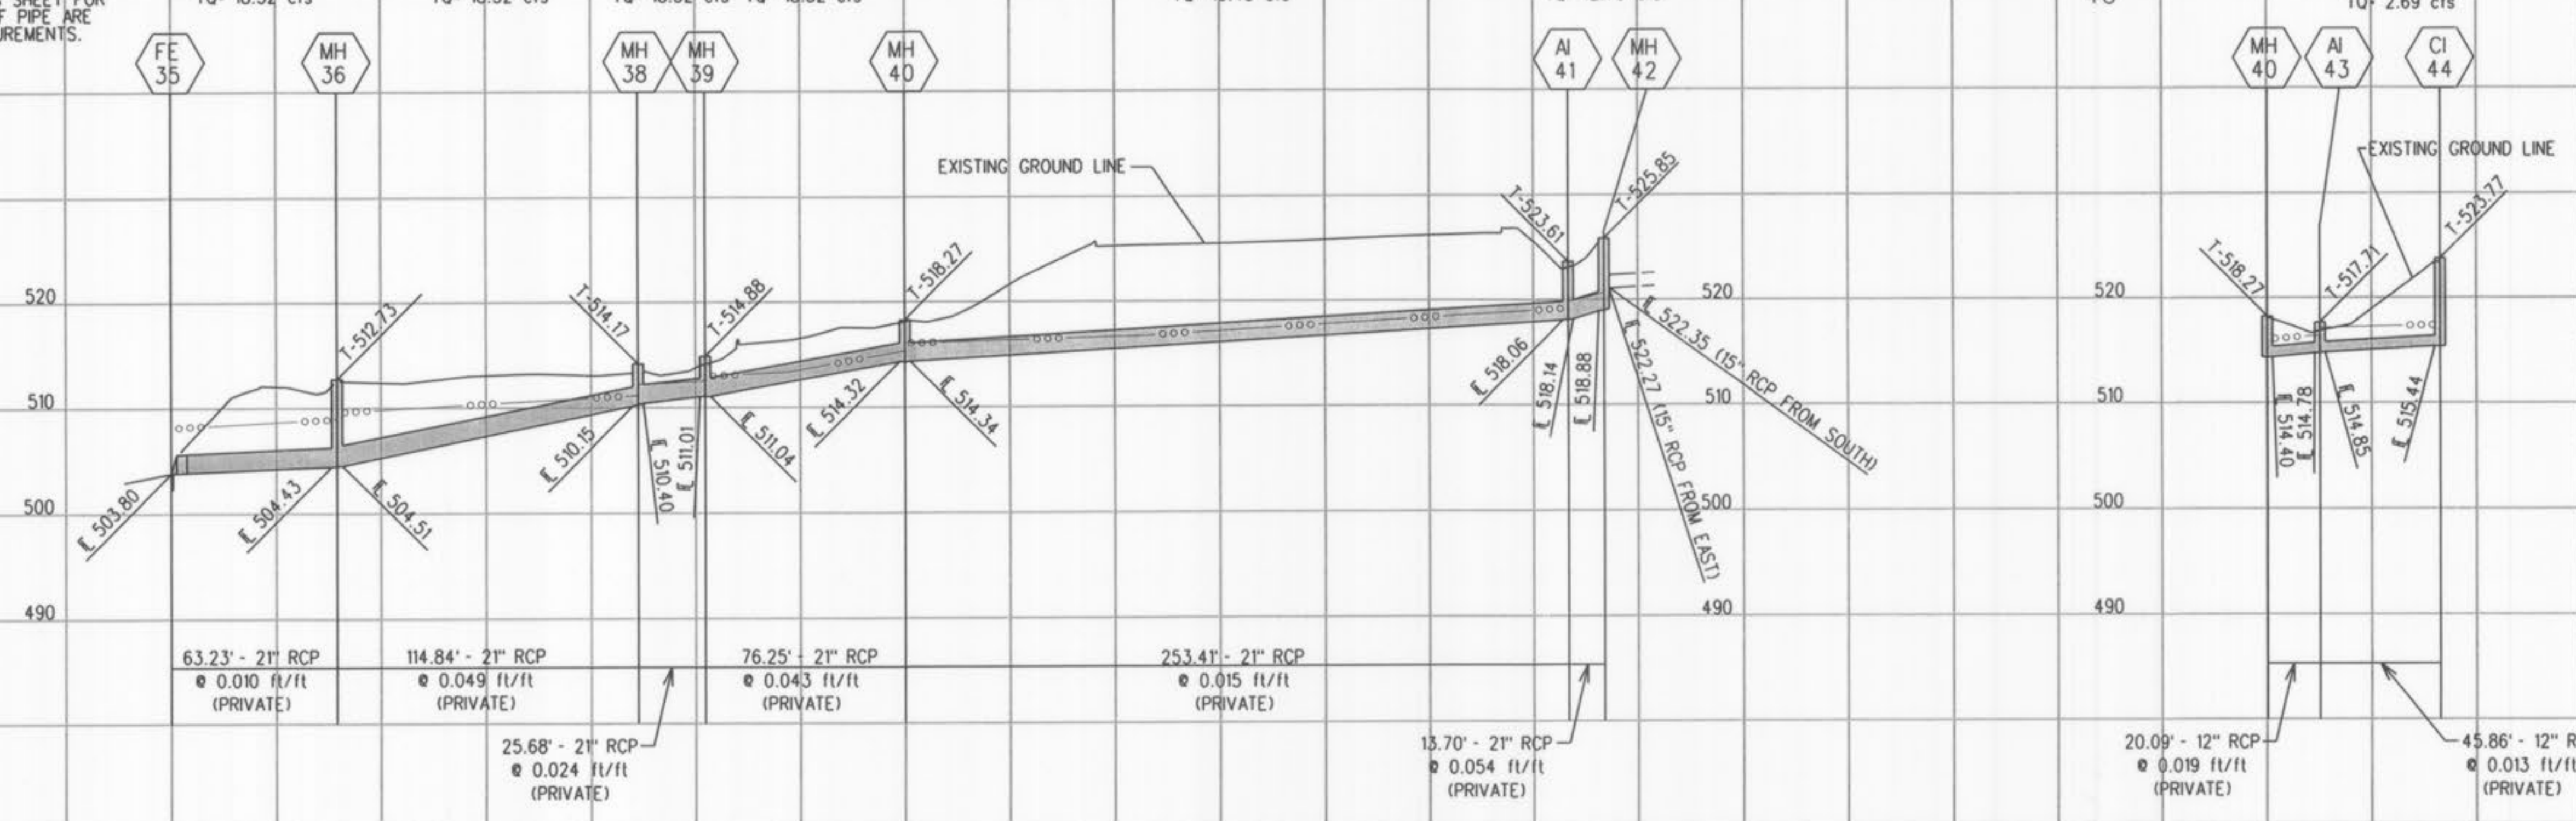 F PIPE ARE
UREMENTS.
TQ- 2.69 cfs
FE
35
MH
36
MH
38
MH
39
MH
40
AI
41
MH
42
MH
40
AI
43
CI
44
EXISTING GROUND LINE
EXISTING GROUND LINE
T-512.73
T-514.17
T-514.88
T-518.27
T-523.61
T-525.85
T-518.27
T-517.71
T-523.77
520
520
520
510
510
510
500
500
500
490
490
490
503.80
504.43
504.51
510.15
510.40
511.01
511.04
514.32
514.34
518.06
518.14
518.88
522.27 (15" RCP FROM EAST)
522.35 (15" RCP FROM SOUTH)
514.40
514.78
514.85
515.44
63.23' - 21" RCP
@ 0.010 ft/ft
(PRIVATE)
114.84' - 21" RCP
@ 0.049 ft/ft
(PRIVATE)
25.68' - 21" RCP
@ 0.024 ft/ft
(PRIVATE)
76.25' - 21" RCP
@ 0.043 ft/ft
(PRIVATE)
253.41' - 21" RCP
@ 0.015 ft/ft
(PRIVATE)
13.70' - 21" RCP
@ 0.054 ft/ft
(PRIVATE)
20.09' - 12" RCP
@ 0.019 ft/ft
(PRIVATE)
45.86' - 12" R
@ 0.013 ft/ft
(PRIVATE)